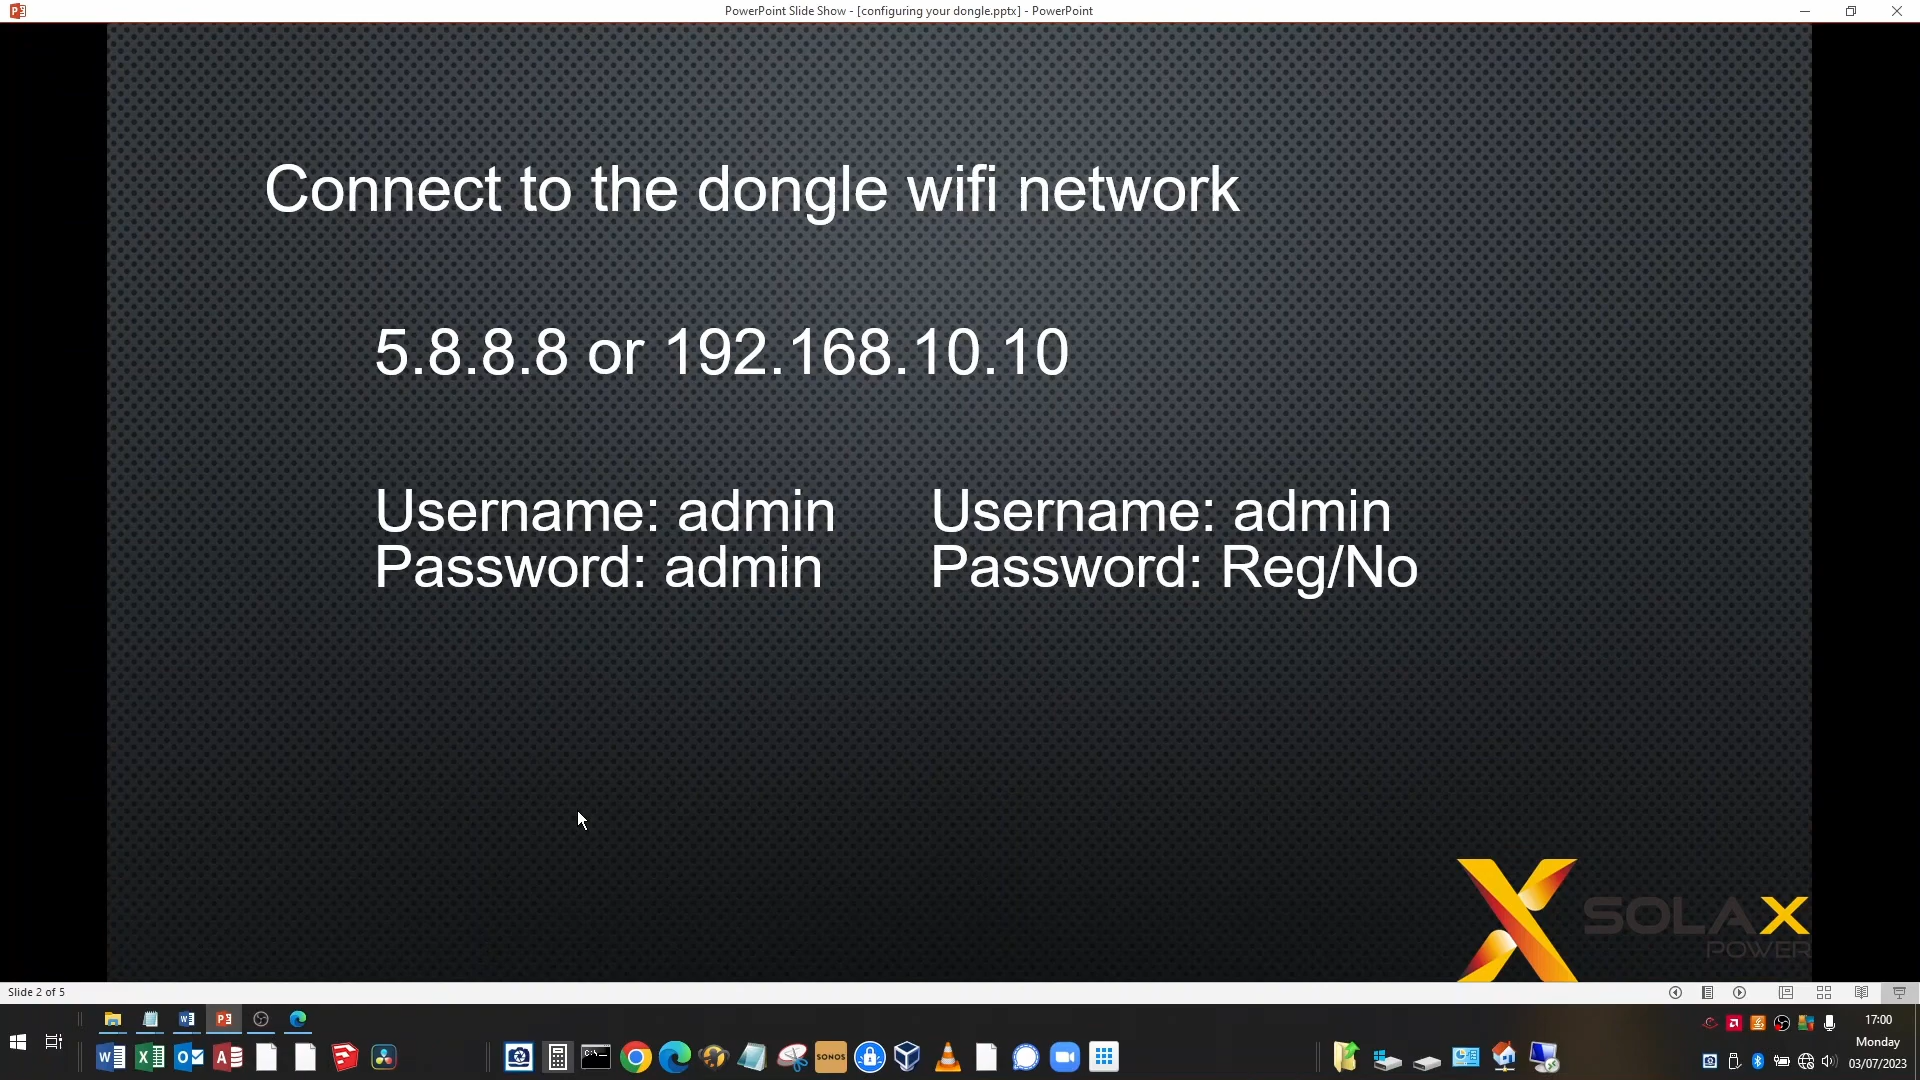 PowerPoint Slide Show - [configuring your dongle.pptx] - PowerPoint
Connect to the dongle wifi network
5.8.8.8 or 192.168.10.10
Username: admin
Password: admin
Username: admin
Password: Reg/No
SOLAX
POWER
Slide 2 of 5
SONOS
17:00
Monday
03/07/2023